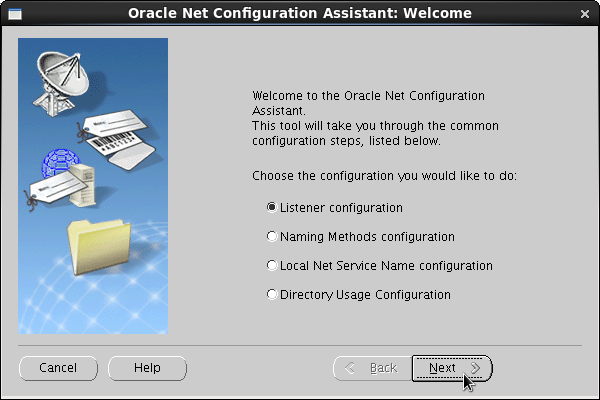 Oracle Net Configuration Assistant: Welcome
Welcome to the Oracle Net Configuration
Assistant.
This tool will take you through the common
configuration steps, listed below.
Choose the configuration you would like to do:
Listener configuration
Naming Methods configuration
Local Net Service Name configuration
Directory Usage Configuration
Cancel
Help
Back
Next